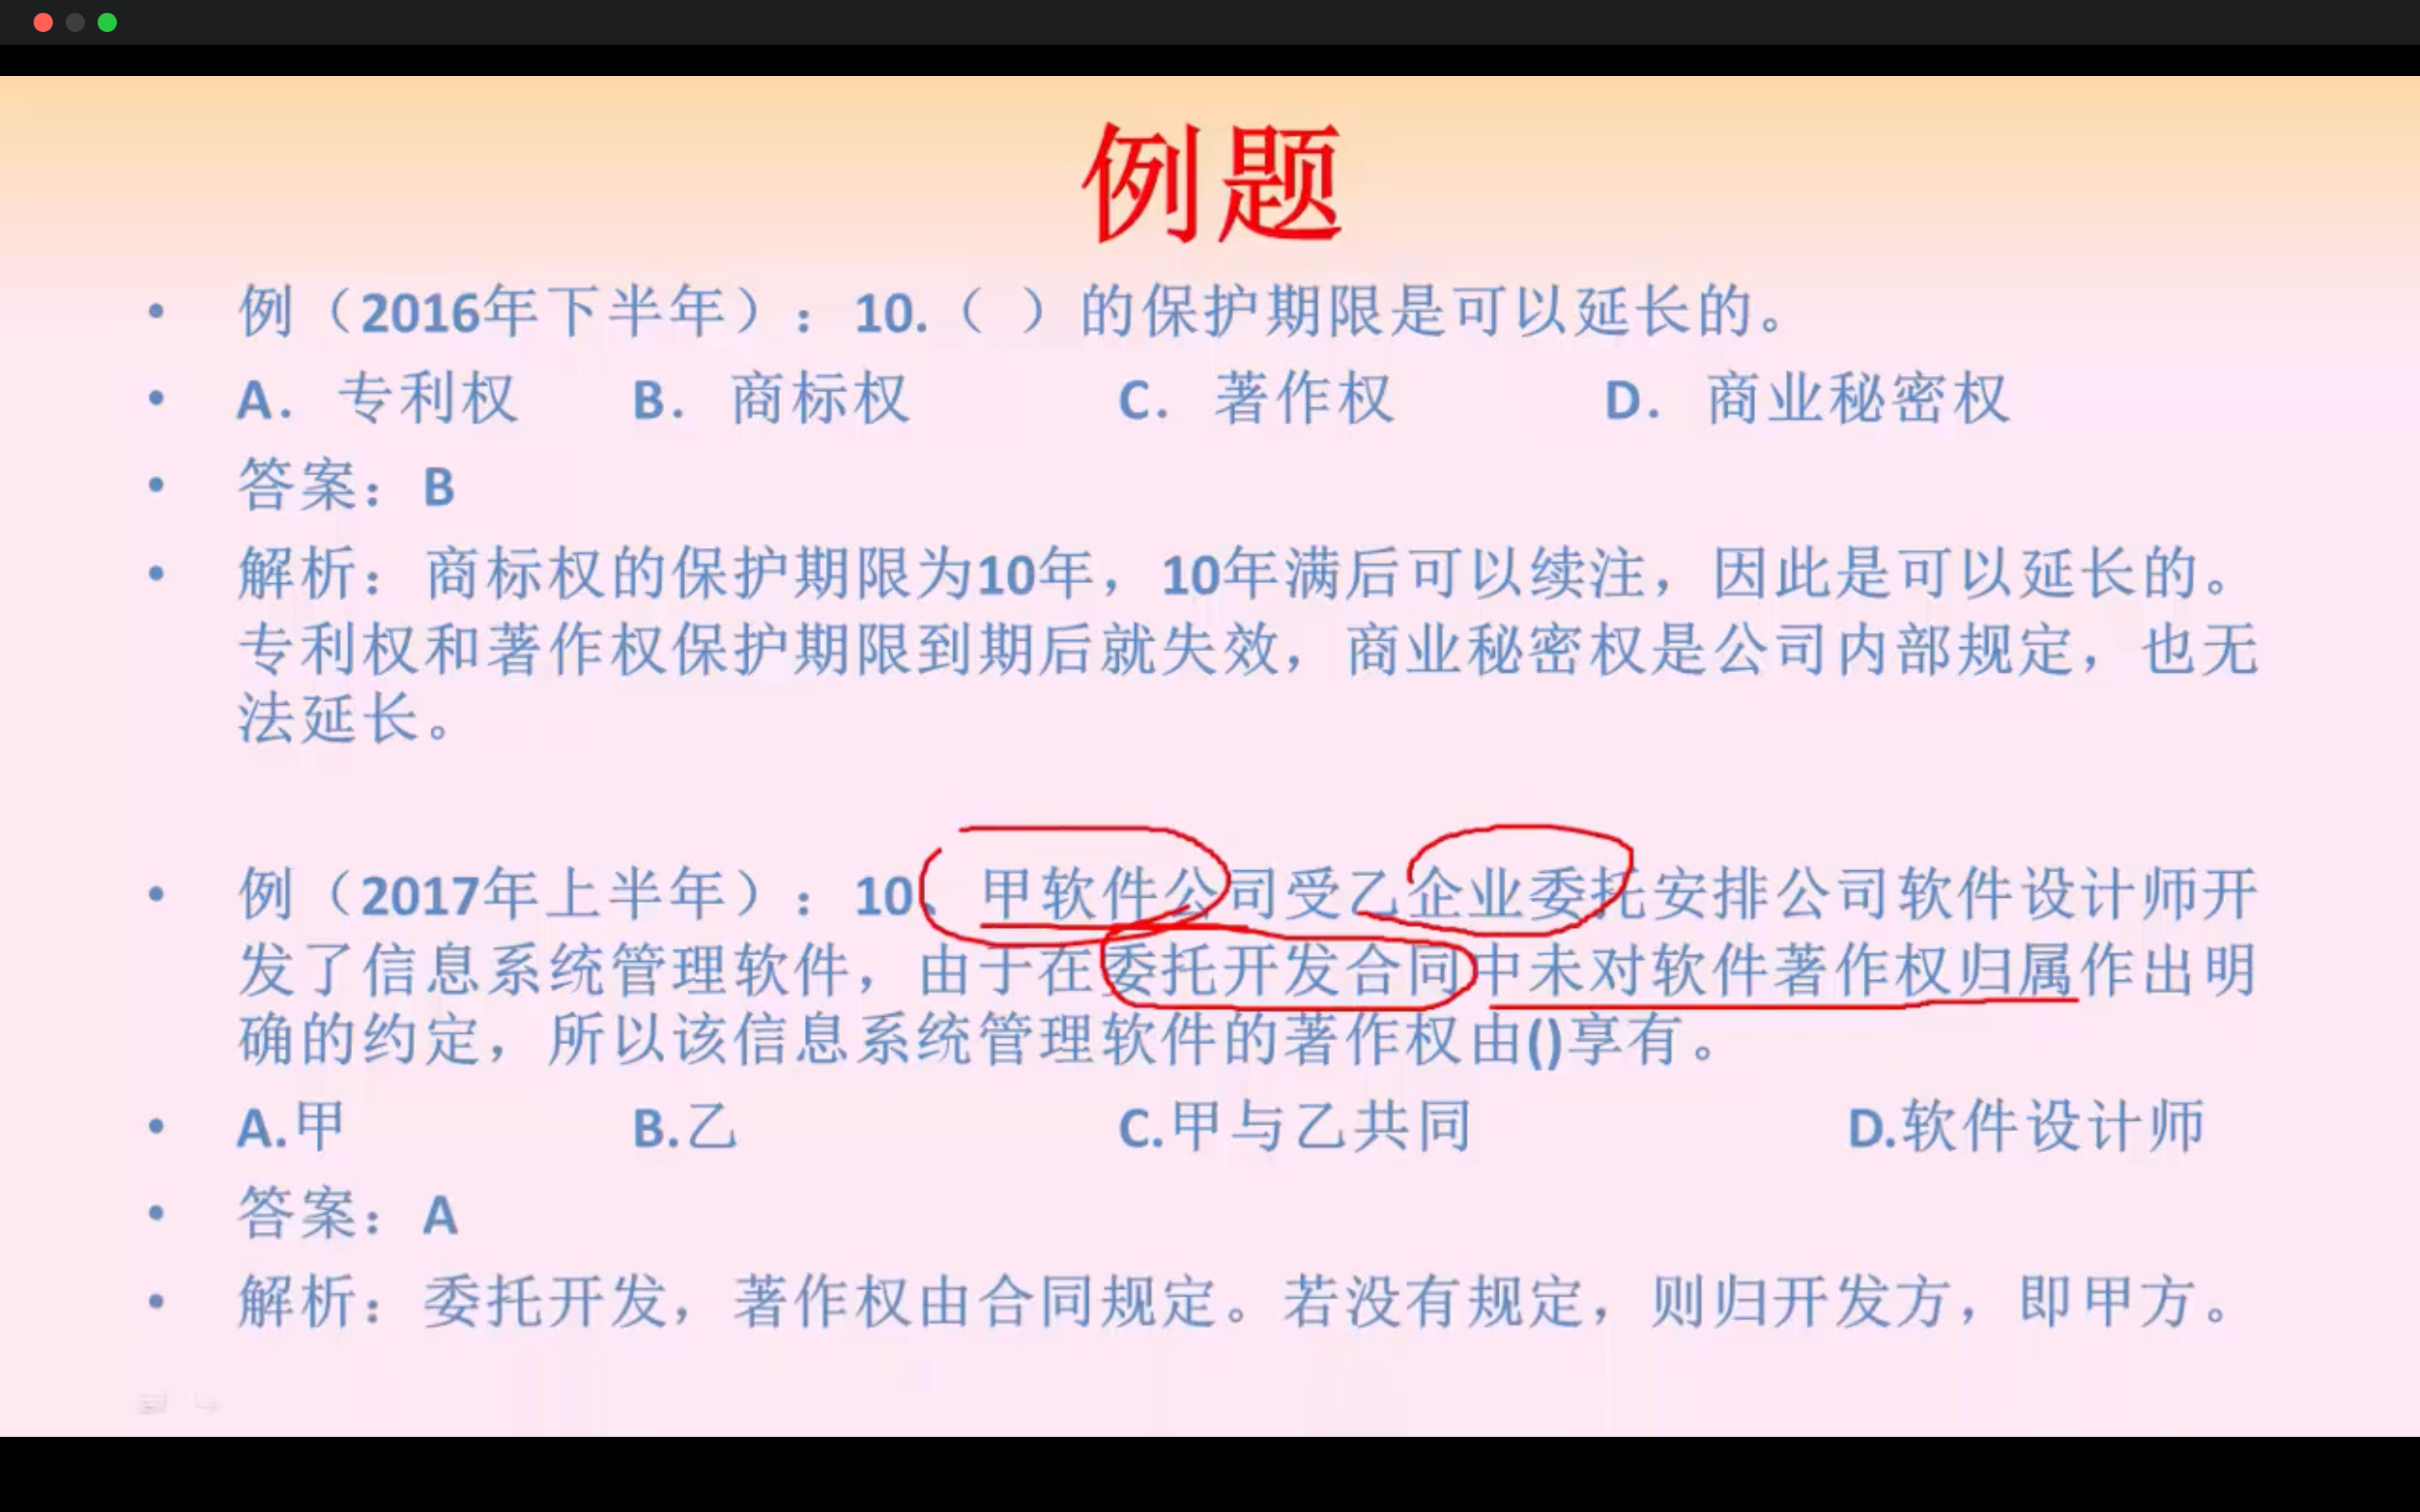 例题
• 例（2016年下半年）：10.（ ）的保护期限是可以延长的。
• A. 专利权 B. 商标权 C. 著作权 D. 商业秘密权
• 答案：B
• 解析：商标权的保护期限为10年，10年满后可以续注，因此是可以延长的。
专利权和著作权保护期限到期后就失效，商业秘密权是公司内部规定，也无
法延长。
• 例（2017年上半年）：10、甲软件公司受乙企业委托安排公司软件设计师开
发了信息系统管理软件，由于在委托开发合同中未对软件著作权归属作出明
确的约定，所以该信息系统管理软件的著作权由()享有。
• A.甲 B.乙 C.甲与乙共同 D.软件设计师
• 答案：A
• 解析：委托开发，著作权由合同规定。若没有规定，则归开发方，即甲方。